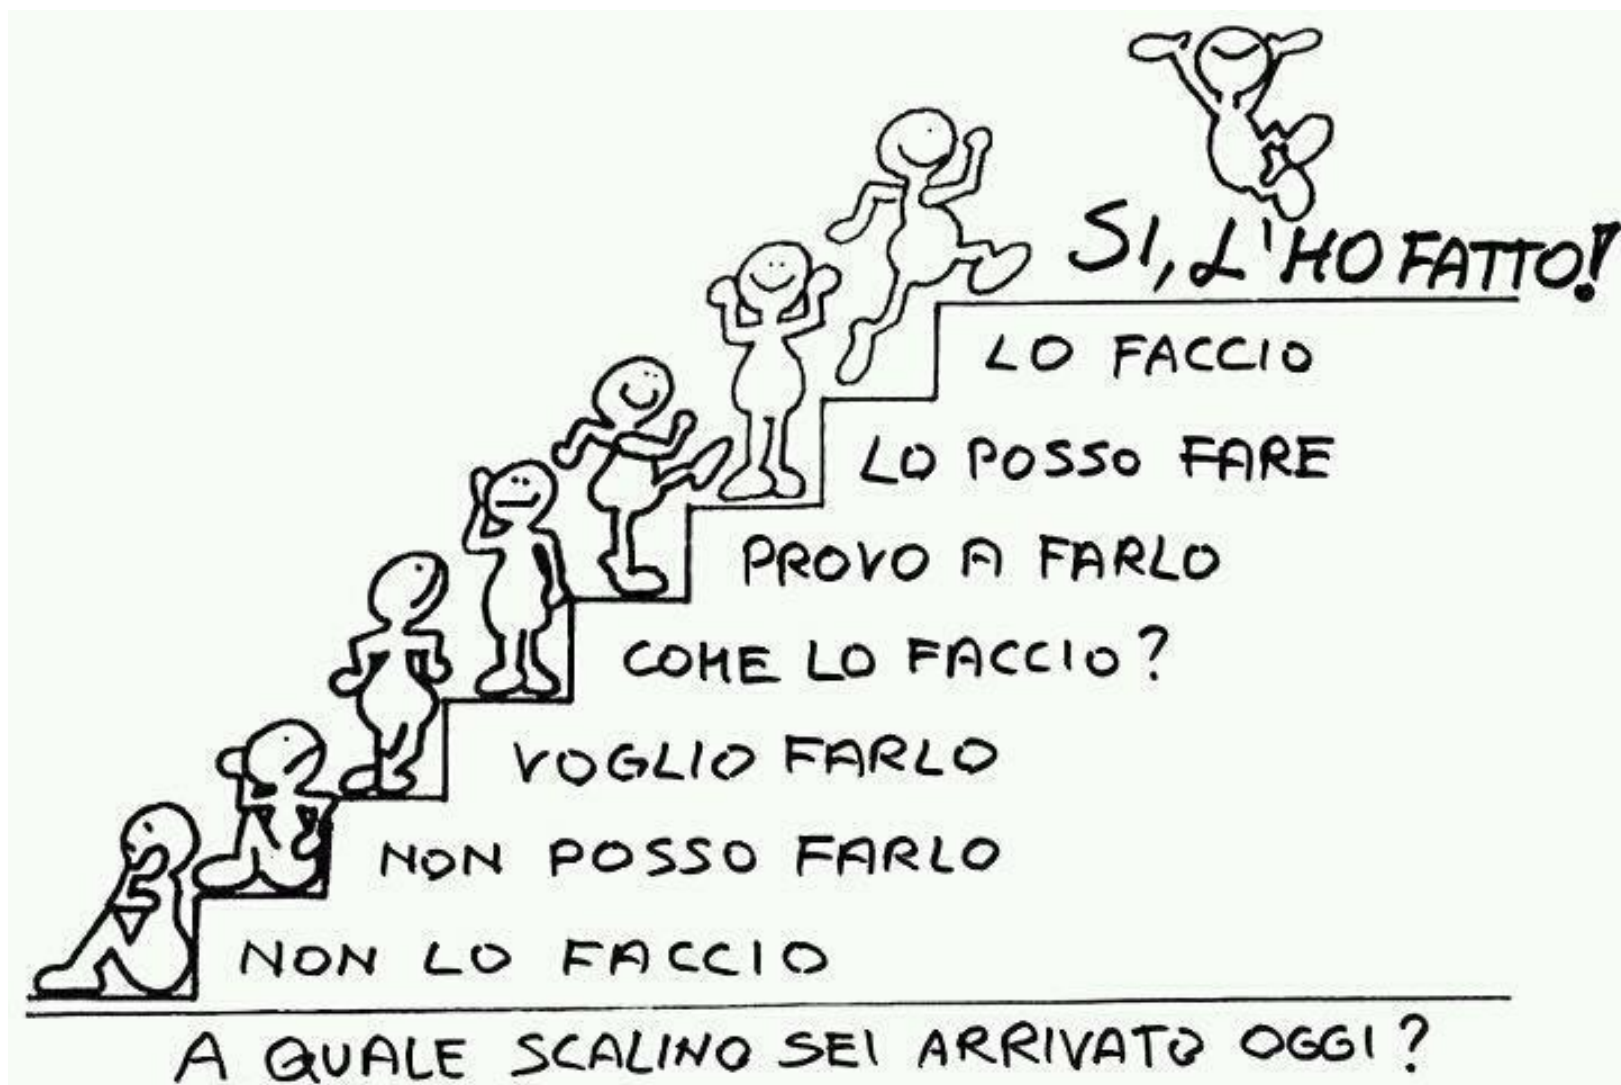 SI, L'HO FATTO!
LO FACCIO
LO POSSO FARE
PROVO A FARLO
COME LO FACCIO?
VOGLIO FARLO
NON POSSO FARLO
NON LO FACCIO
A QUALE SCALINO SEI ARRIVATO OGGI?